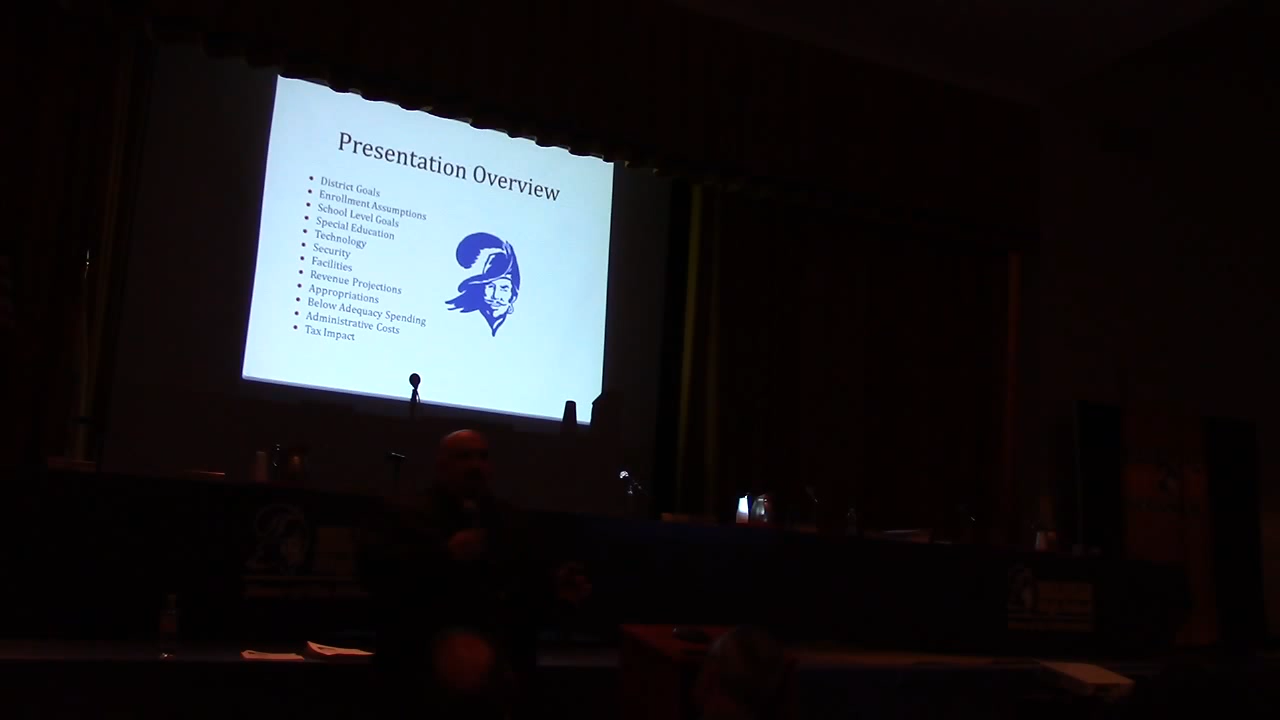 Presentation Overview
• District Goals
• Enrollment Assumptions
• School Level Goals
• Special Education
• Technology
• Security
• Facilities
• Revenue Projections
• Appropriations
• Below Adequacy Spending
• Administrative Costs
• Tax Impact